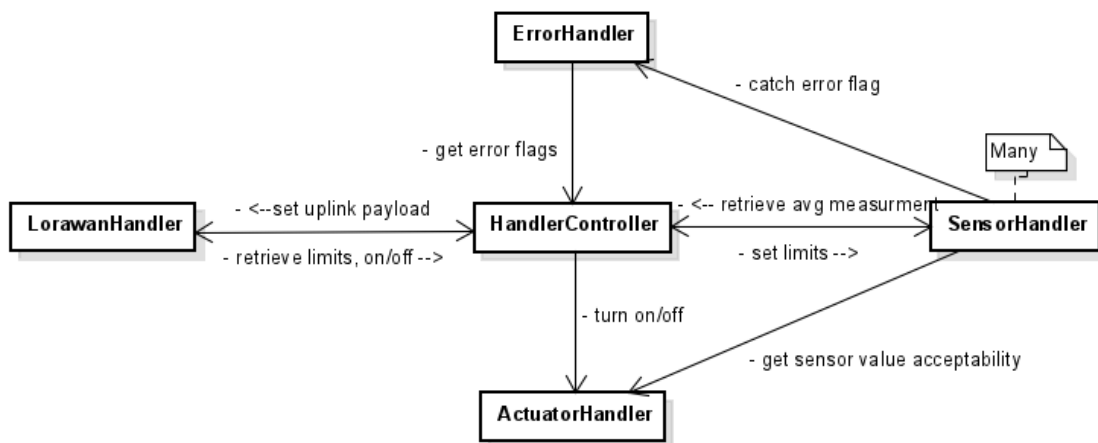 ErrorHandler
- catch error flag
- get error flags
Many
- <--set uplink payload
- <-- retrieve avg measurment
LorawanHandler
HandlerController
SensorHandler
- retrieve limits, on/off -->
- set limits -->
- turn on/off
- get sensor value acceptability
ActuatorHandler